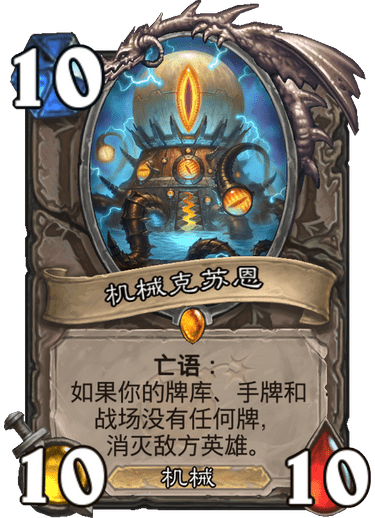 10
机械克苏恩
亡语：
如果你的牌库、手牌和
战场没有任何牌，
消灭敌方英雄。
10
机械
10